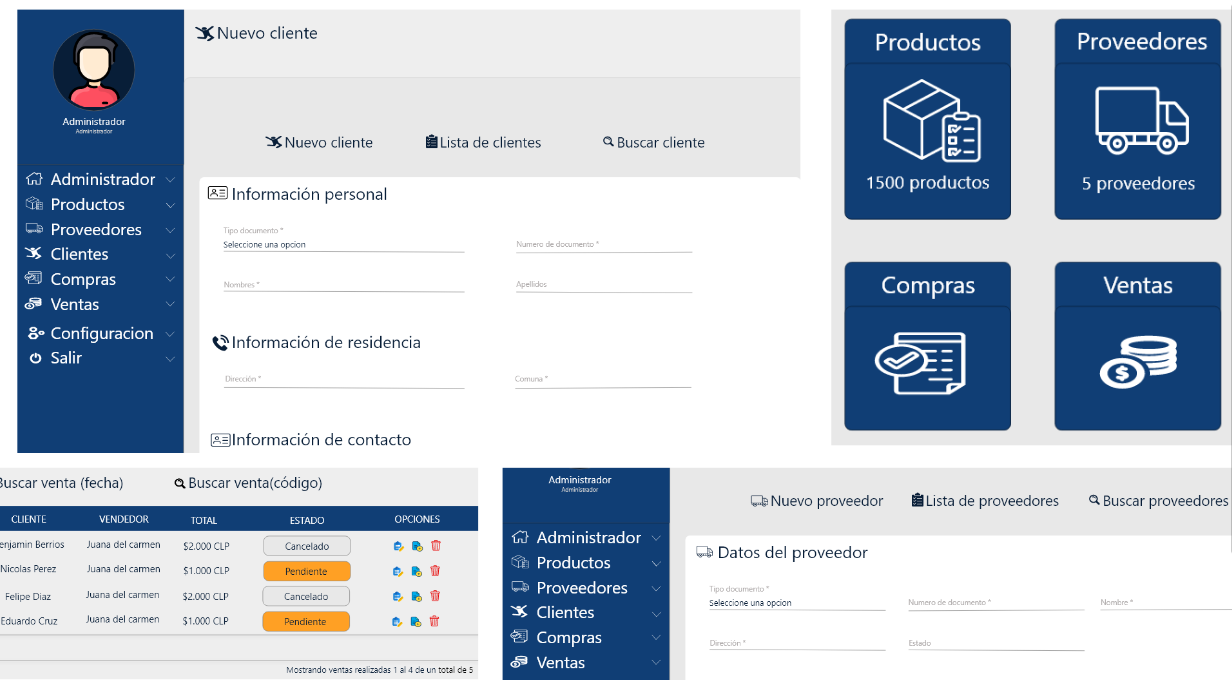 Administrador
Administrador
Administrador
Productos
Proveedores
Clientes
Compras
Ventas
Configuracion
Salir
Nuevo cliente
Nuevo cliente
Lista de clientes
Buscar cliente
Información personal
Tipo documento *
Seleccione una opcion
Numero de documento *
Nombres *
Apellidos
Información de residencia
Dirección *
Comuna *
Información de contacto
Productos
1500 productos
Proveedores
5 proveedores
Compras
Ventas
Buscar venta (fecha)
Buscar venta(código)
CLIENTE VENDEDOR TOTAL ESTADO OPCIONES
enjamin Berrios Juana del carmen $2.000 CLP Cancelado
Nicolas Perez Juana del carmen $1.000 CLP Pendiente
Felipe Diaz Juana del carmen $2.000 CLP Cancelado
Eduardo Cruz Juana del carmen $1.000 CLP Pendiente
Mostrando ventas realizadas 1 al 4 de un total de 5
Administrador
Administrador
Administrador
Productos
Proveedores
Clientes
Compras
Ventas
Nuevo proveedor
Lista de proveedores
Buscar proveedores
Datos del proveedor
Tipo documento *
Seleccione una opcion
Numero de documento *
Nombre *
Dirección *
Estado